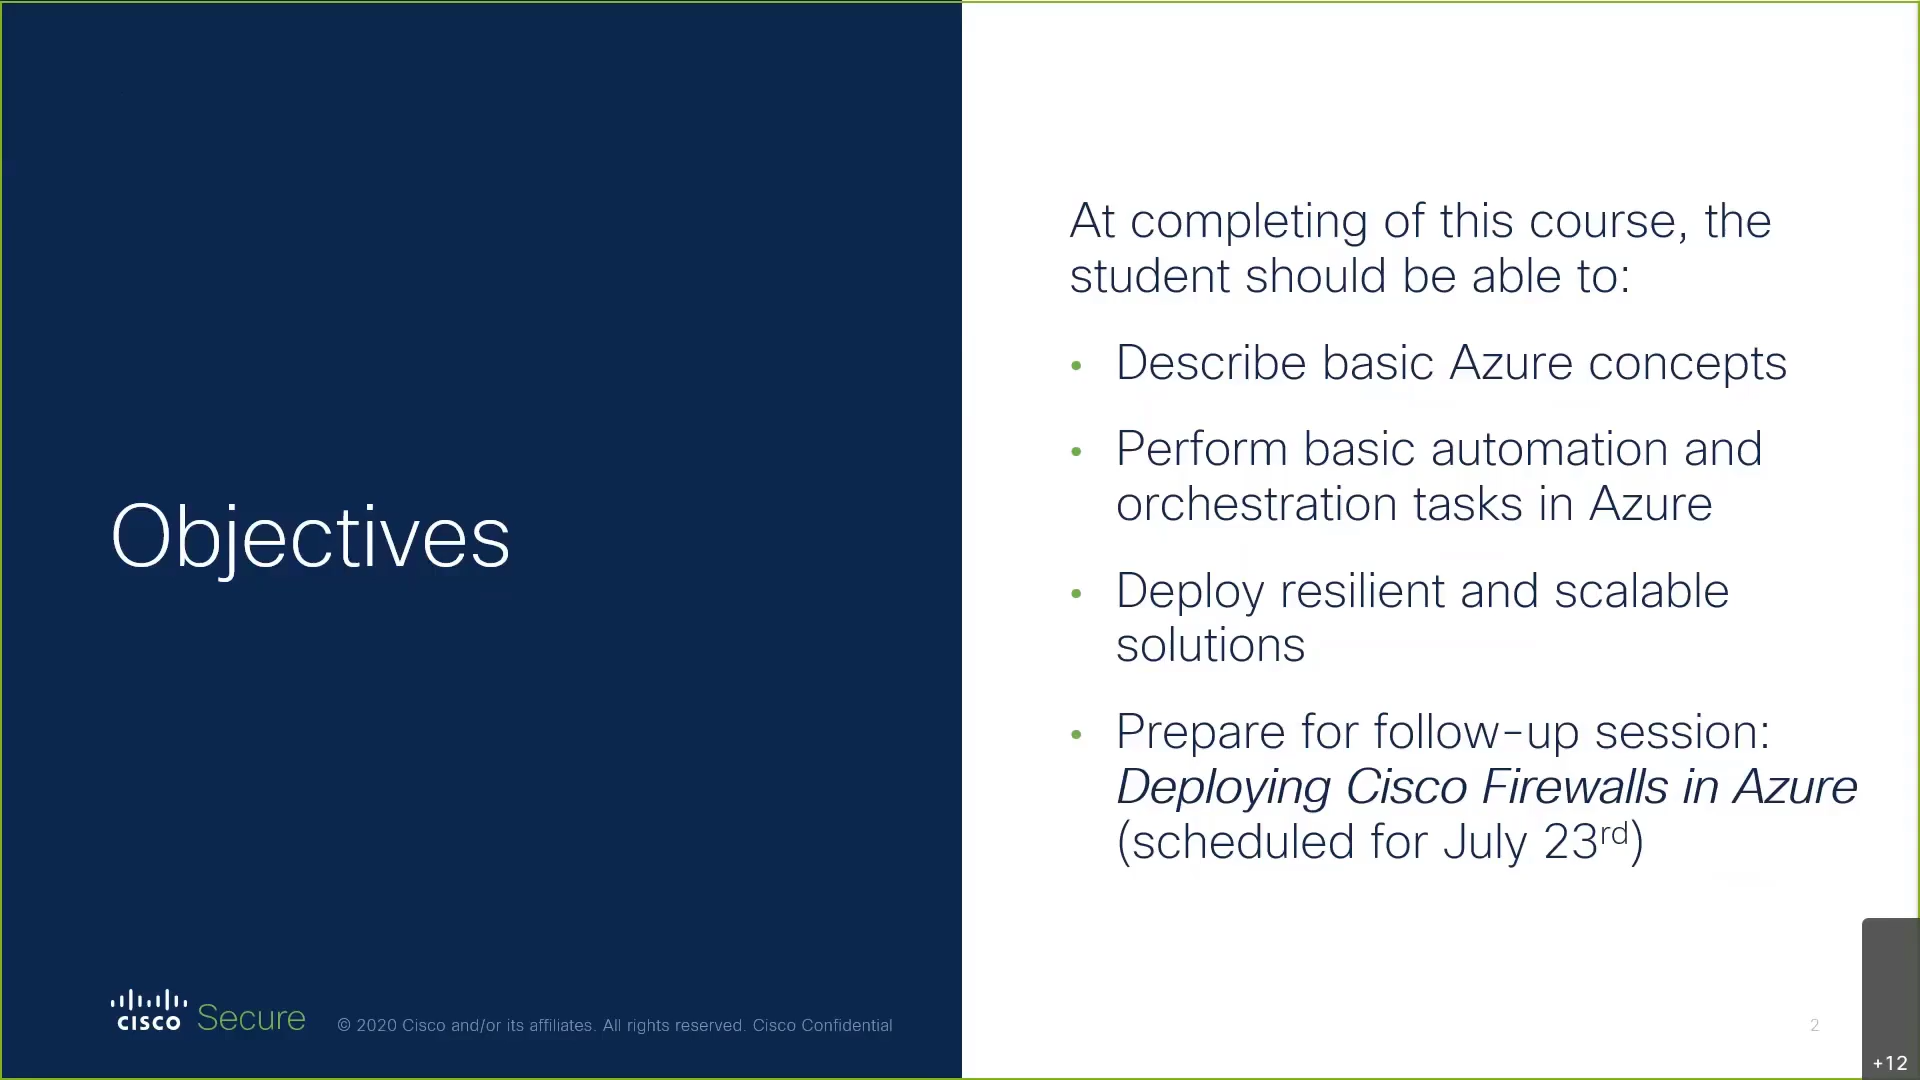 Objectives
At completing of this course, the
student should be able to:
• Describe basic Azure concepts
• Perform basic automation and
orchestration tasks in Azure
• Deploy resilient and scalable
solutions
• Prepare for follow-up session:
Deploying Cisco Firewalls in Azure
(scheduled for July 23rd)
CISCO Secure
© 2020 Cisco and/or its affiliates. All rights reserved. Cisco Confidential
2
+12